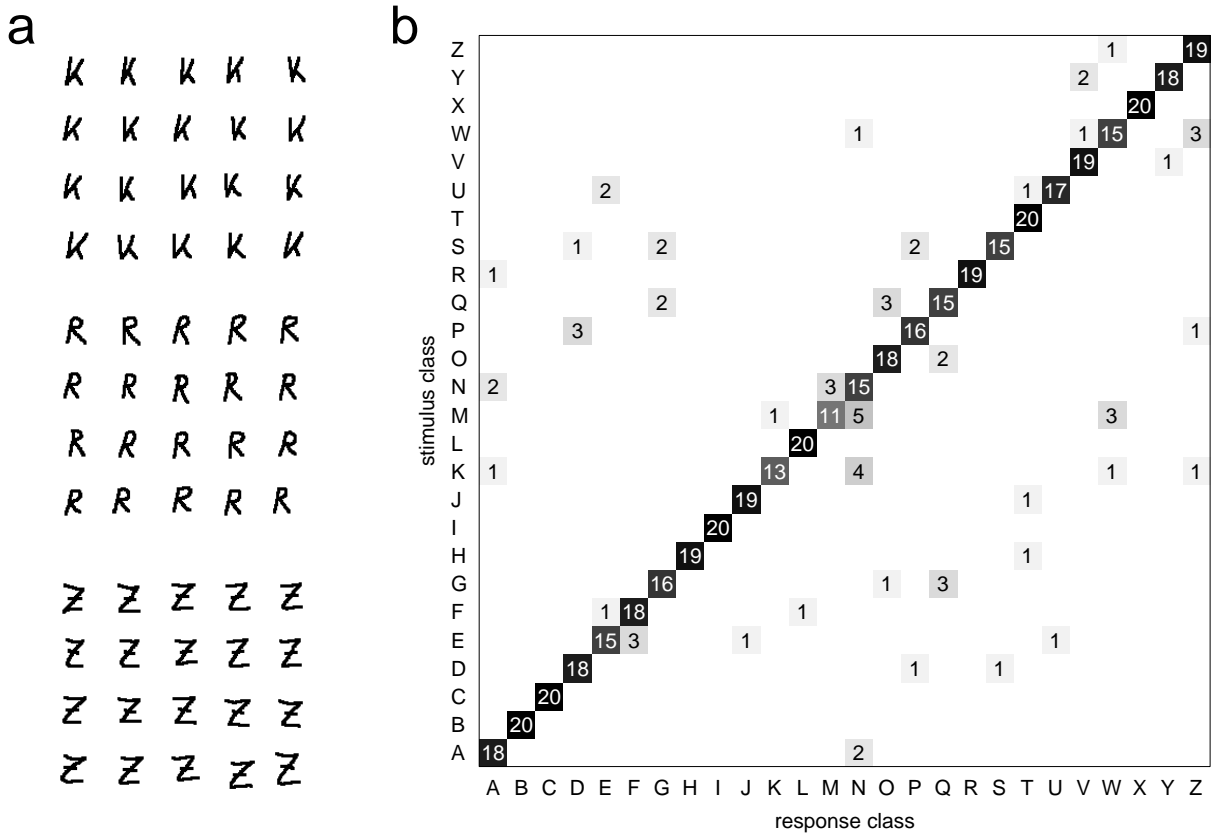 a
K K K K K
K K K K K
K K K K K
K K K K K
R R R R R
R R R R R
R R R R R
R R R R R
Z Z Z Z Z
Z Z Z Z Z
Z Z Z Z Z
Z Z Z Z Z
b
stimulus class
Z 1 19
Y 2 18
X 20
W 1 1 15 3
V 19 1
U 2 1 17
T 20
S 1 2 2 15
R 1 19
Q 2 3 15
P 3 16 1
O 18 2
N 2 3 15
M 1 11 5 3
L 20
K 1 13 4 1 1
J 19 1
I 20
H 19 1
G 16 1 3
F 1 18 1
E 15 3 1 1
D 18 1 1
C 20
B 20
A 18 2
A B C D E F G H I J K L M N O P Q R S T U V W X Y Z
response class